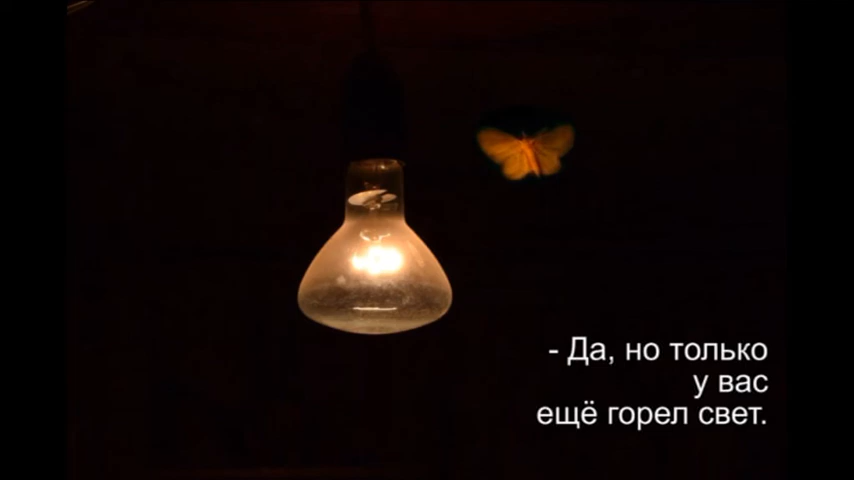 - Да, но только
у вас
ещё горел свет.